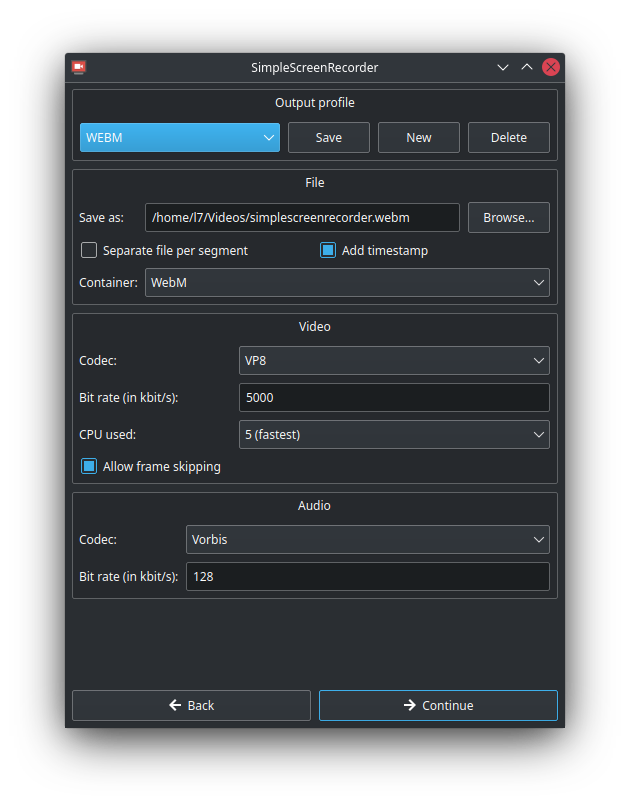 SimpleScreenRecorder
Output profile
WEBM Save New Delete
File
Save as: /home/l7/Videos/simplescreenrecorder.webm Browse...
Separate file per segment Add timestamp
Container: WebM
Video
Codec: VP8
Bit rate (in kbit/s): 5000
CPU used: 5 (fastest)
Allow frame skipping
Audio
Codec: Vorbis
Bit rate (in kbit/s): 128
Back Continue